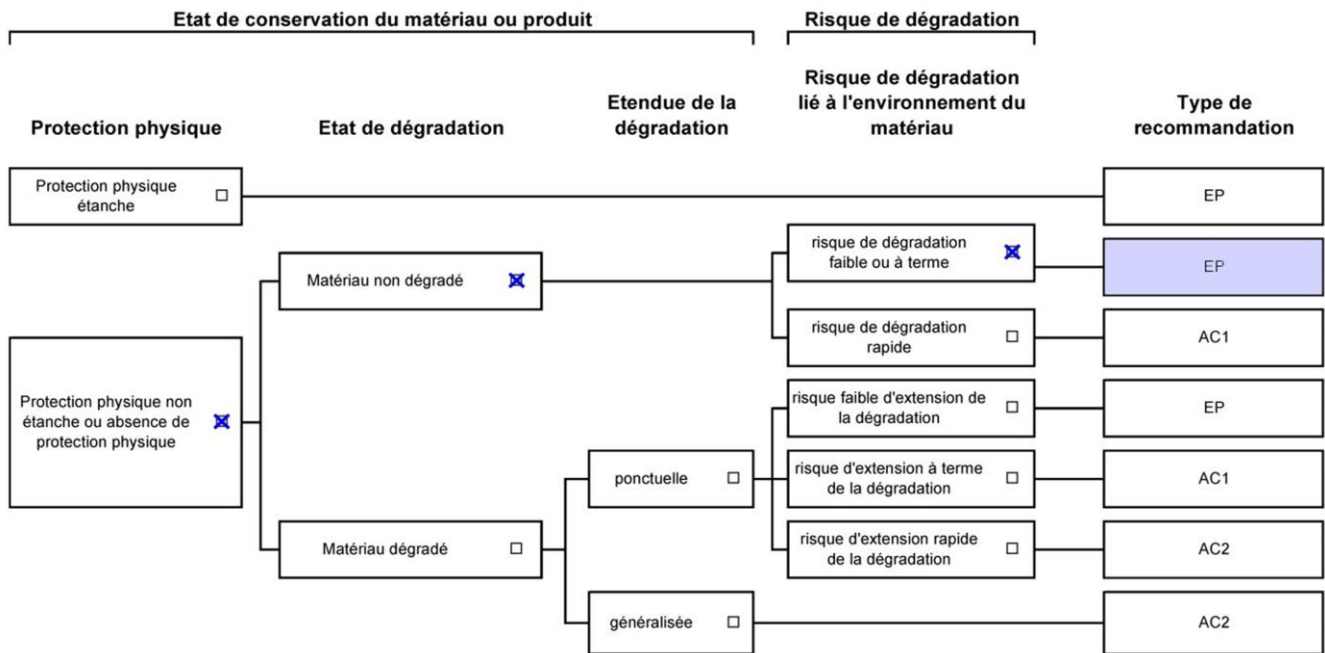 Etat de conservation du matériau ou produit
Risque de dégradation
Protection physique
Etat de dégradation
Etendue de la
dégradation
Risque de dégradation
lié à l'environnement du
matériau
Type de
recommandation
Protection physique
étanche
EP
risque de dégradation
faible ou à terme
EP
Matériau non dégradé
risque de dégradation
rapide
AC1
Protection physique non
étanche ou absence de
protection physique
risque faible d'extension de
la dégradation
EP
ponctuelle
risque d'extension à terme
de la dégradation
AC1
Matériau dégradé
risque d'extension rapide
de la dégradation
AC2
généralisée
AC2